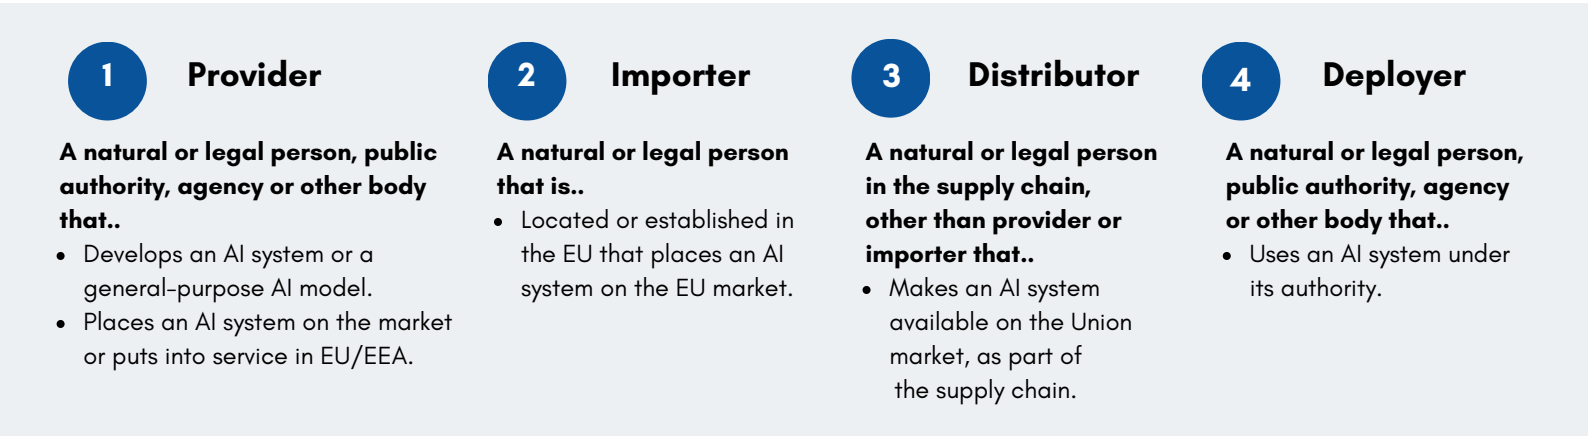 1
Provider
A natural or legal person, public
authority, agency or other body
that..
• Develops an AI system or a
general-purpose AI model.
• Places an AI system on the market
or puts into service in EU/EEA.
2
Importer
A natural or legal person
that is..
• Located or established in
the EU that places an AI
system on the EU market.
3
Distributor
A natural or legal person
in the supply chain,
other than provider or
importer that..
• Makes an AI system
available on the Union
market, as part of
the supply chain.
4
Deployer
A natural or legal person,
public authority, agency
or other body that..
• Uses an AI system under
its authority.